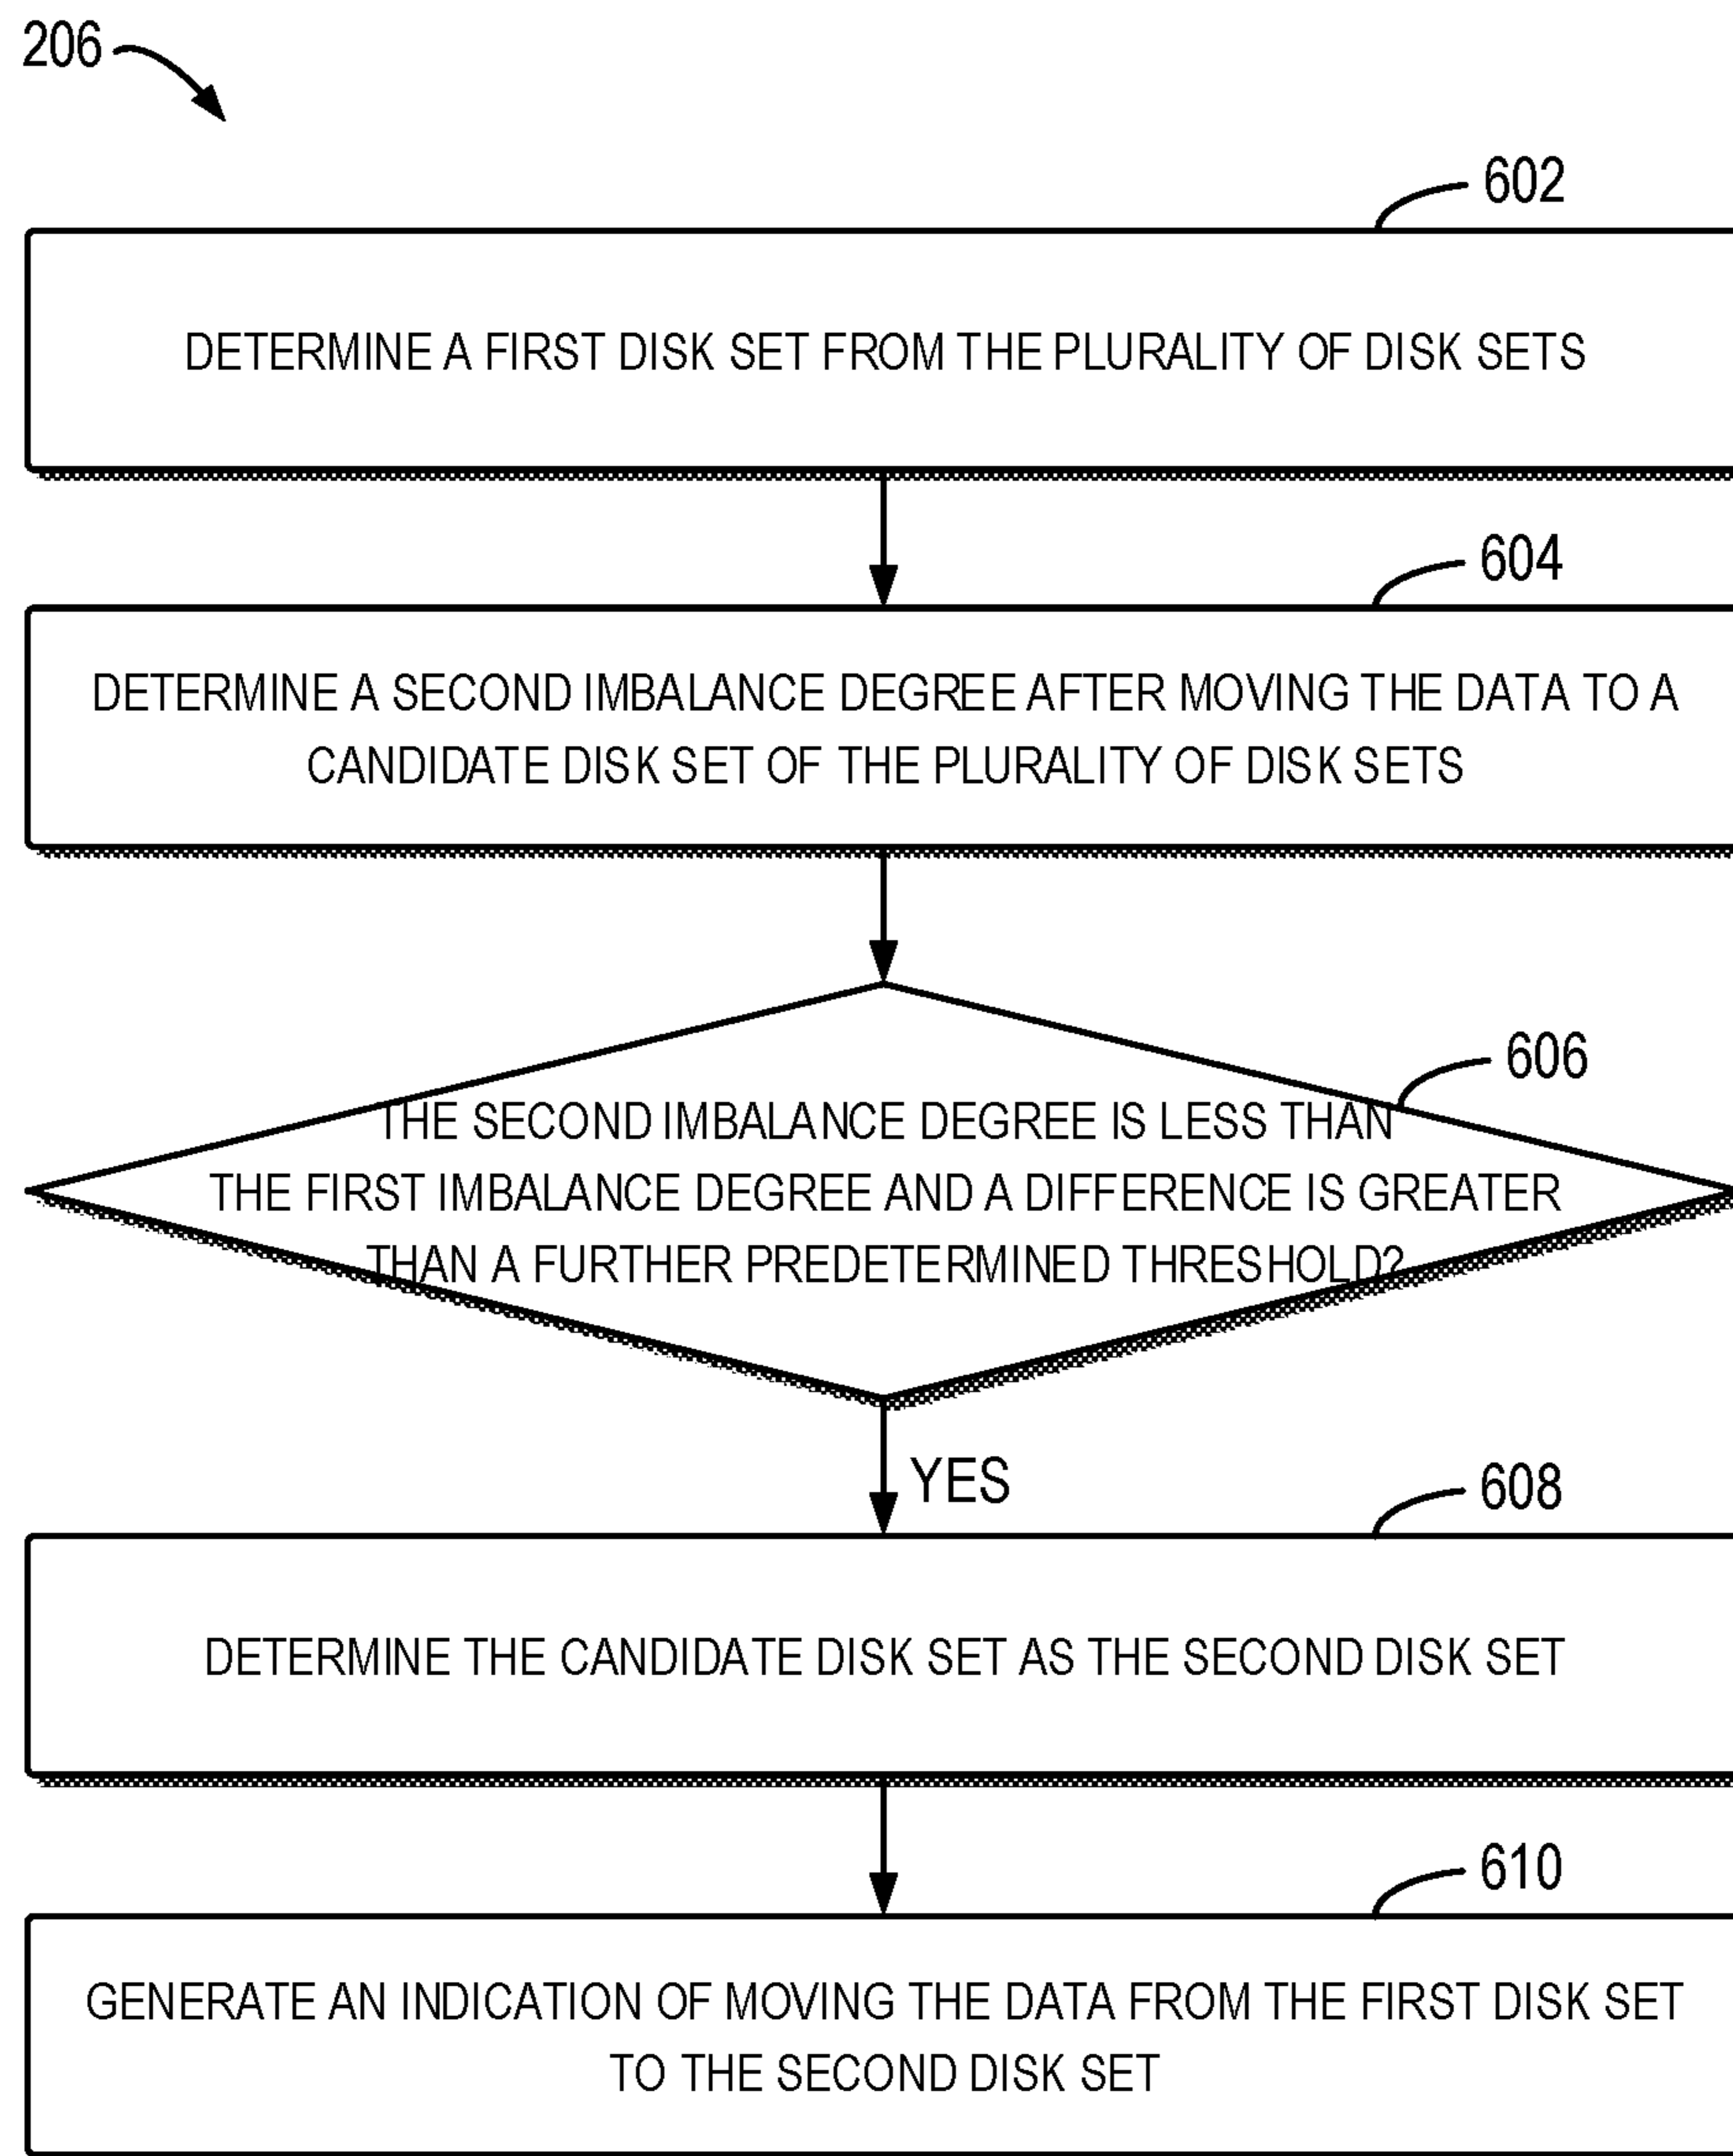 206
602
DETERMINE A FIRST DISK SET FROM THE PLURALITY OF DISK SETS
604
DETERMINE A SECOND IMBALANCE DEGREE AFTER MOVING THE DATA TO A
CANDIDATE DISK SET OF THE PLURALITY OF DISK SETS
606
THE SECOND IMBALANCE DEGREE IS LESS THAN
THE FIRST IMBALANCE DEGREE AND A DIFFERENCE IS GREATER
THAN A FURTHER PREDETERMINED THRESHOLD?
YES
608
DETERMINE THE CANDIDATE DISK SET AS THE SECOND DISK SET
610
GENERATE AN INDICATION OF MOVING THE DATA FROM THE FIRST DISK SET
TO THE SECOND DISK SET